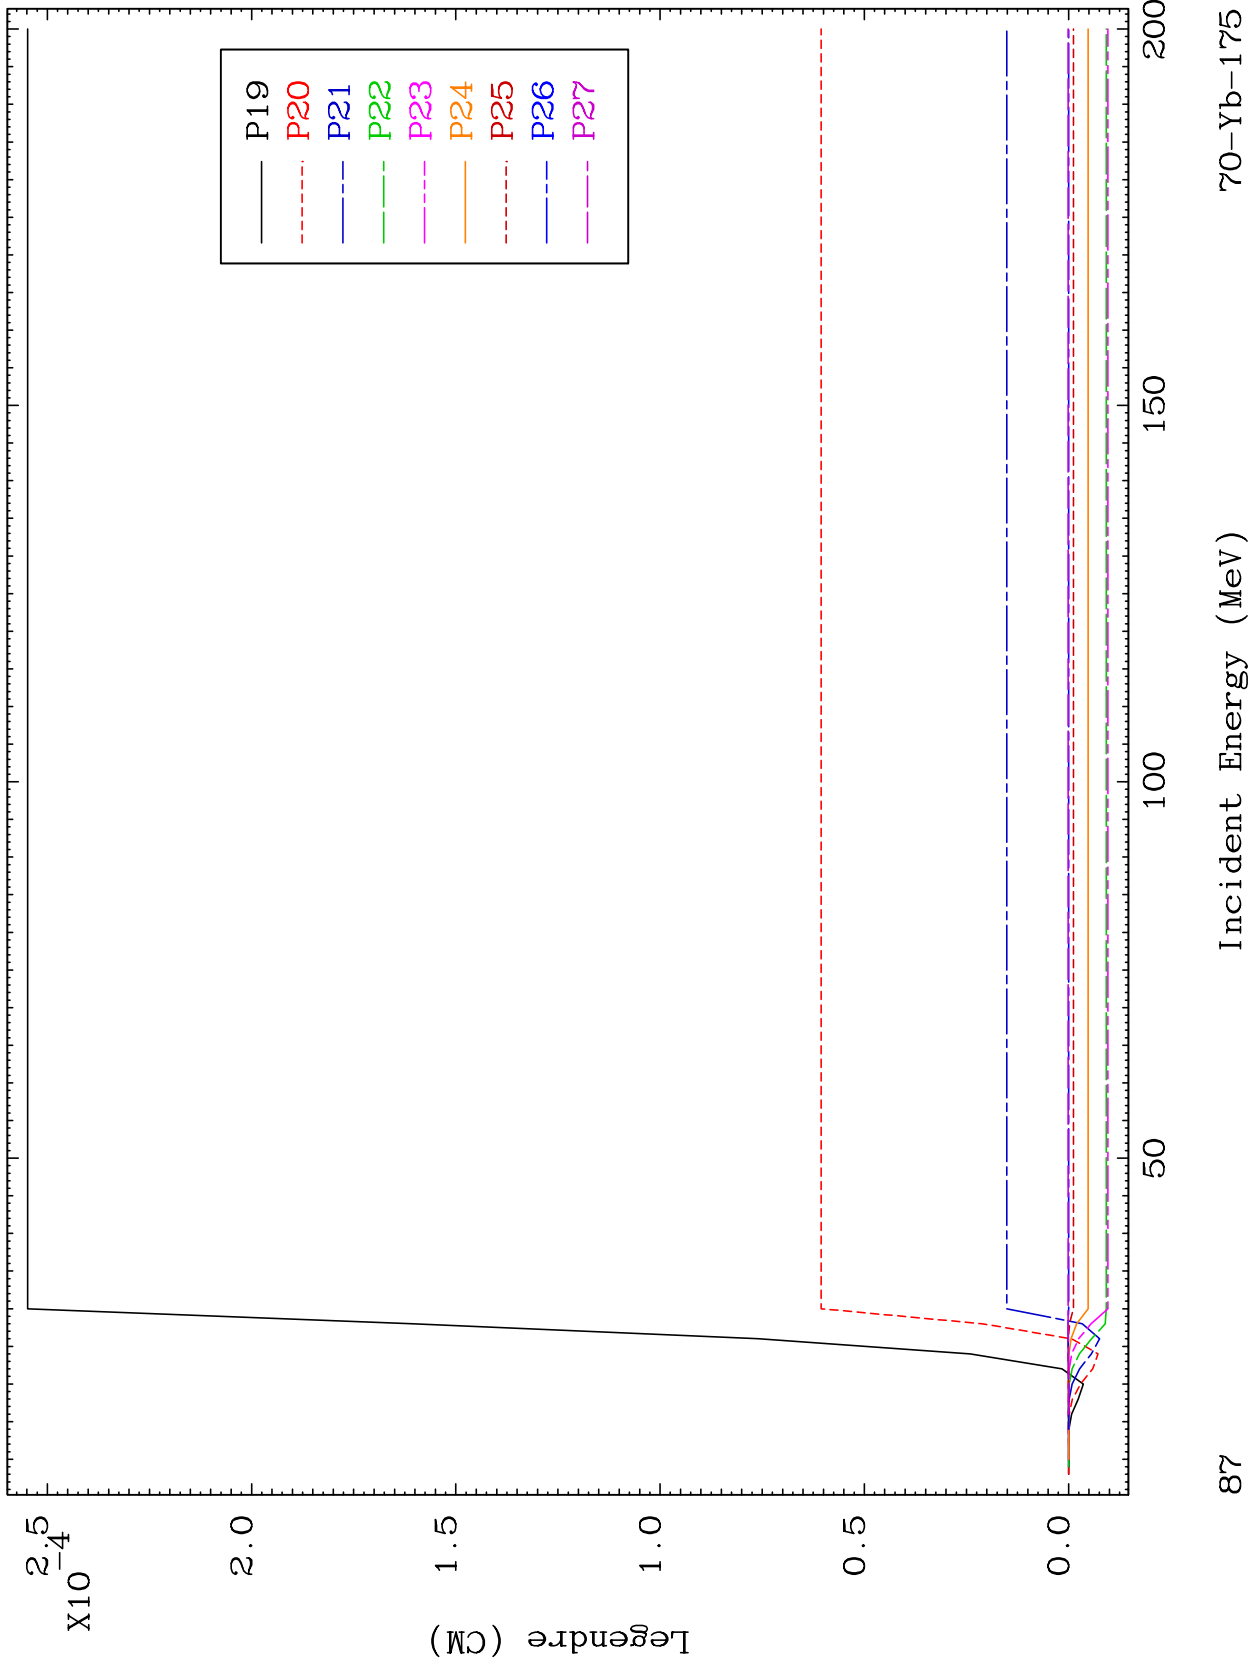 2.5
X10-4
2.0
1.5
1.0
0.5
0.0
Legendre (CM)
P19
P20
P21
P22
P23
P24
P25
P26
P27
50
100
150
200
87
Incident Energy (MeV)
70-Yb-175